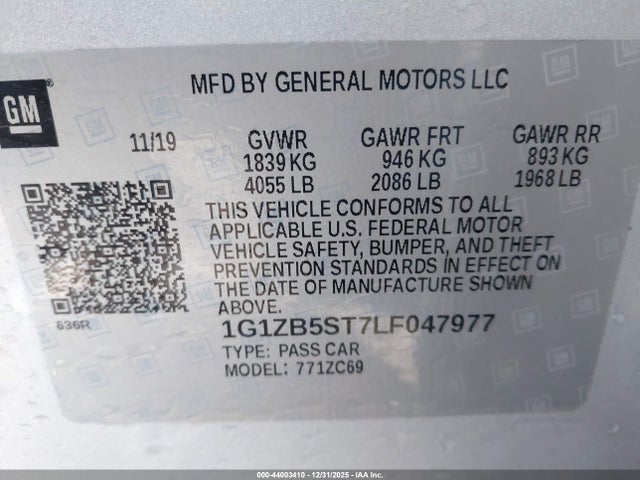 MFD BY GENERAL MOTORS LLC
GM
11/19 GVWR GAWR FRT GAWR RR
1839 KG 946 KG 893 KG
4055 LB 2086 LB 1968 LB
THIS VEHICLE CONFORMS TO ALL
APPLICABLE U.S. FEDERAL MOTOR
VEHICLE SAFETY, BUMPER, AND THEFT
PREVENTION STANDARDS IN EFFECT ON
THE DATE OF MANUFACTURE SHOWN
ABOVE.
836R
1G1ZB5ST7LF047977
TYPE: PASS CAR
MODEL: 771ZC69
000-44003410 - 12/31/2025 - IAA Inc.